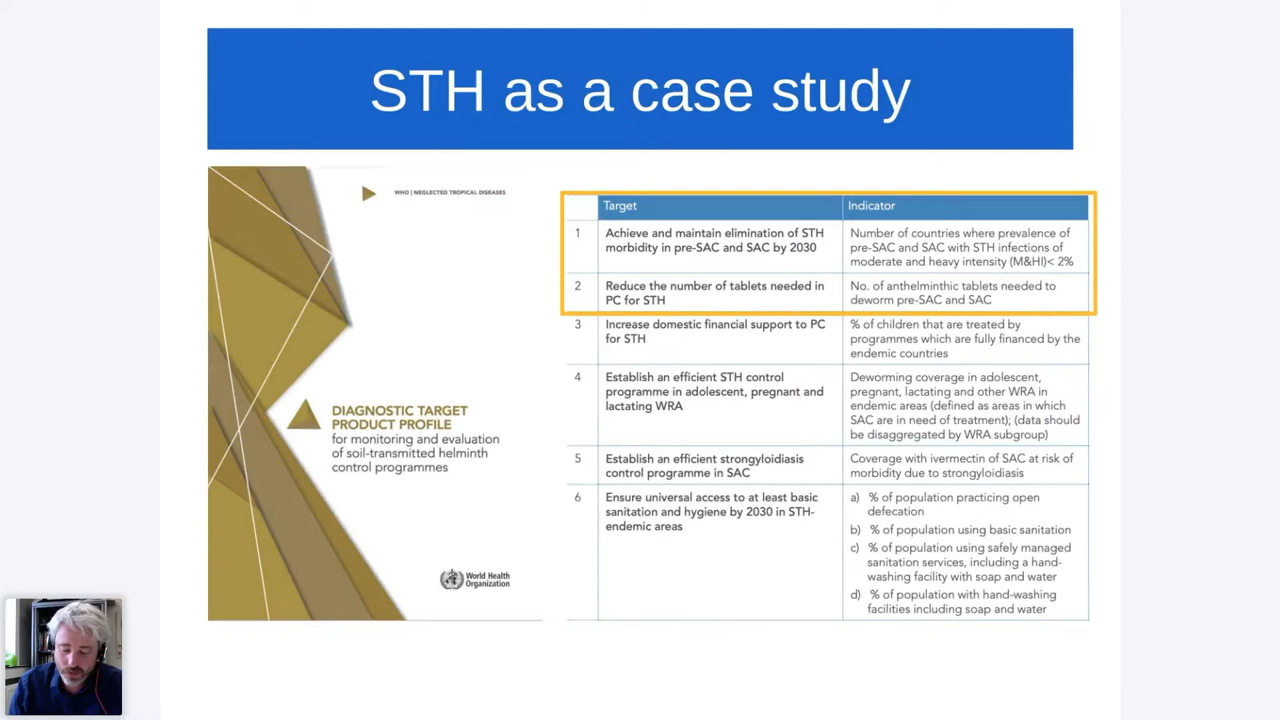 STH as a case study
WHO | NEGLECTED TROPICAL DISEASES
DIAGNOSTIC TARGET
PRODUCT PROFILE
for monitoring and evaluation
of soil-transmitted helminth
control programmes
World Health
Organization
Target
Indicator
1
Achieve and maintain elimination of STH
morbidity in pre-SAC and SAC by 2030
Number of countries where prevalence of
pre-SAC and SAC with STH infections of
moderate and heavy intensity (M&HI)< 2%
2
Reduce the number of tablets needed in
PC for STH
No. of anthelminthic tablets needed to
deworm pre-SAC and SAC
3
Increase domestic financial support to PC
for STH
% of children that are treated by
programmes which are fully financed by the
endemic countries
4
Establish an efficient STH control
programme in adolescent, pregnant and
lactating WRA
Deworming coverage in adolescent,
pregnant, lactating and other WRA in
endemic areas (defined as areas in which
SAC are in need of treatment); (data should
be disaggregated by WRA subgroup)
5
Establish an efficient strongyloidiasis
control programme in SAC
Coverage with ivermectin of SAC at risk of
morbidity due to strongyloidiasis
6
Ensure universal access to at least basic
sanitation and hygiene by 2030 in STH-
endemic areas
a) % of population practicing open
defecation
b) % of population using basic sanitation
c) % of population using safely managed
sanitation services, including a hand-
washing facility with soap and water
d) % of population with hand-washing
facilities including soap and water